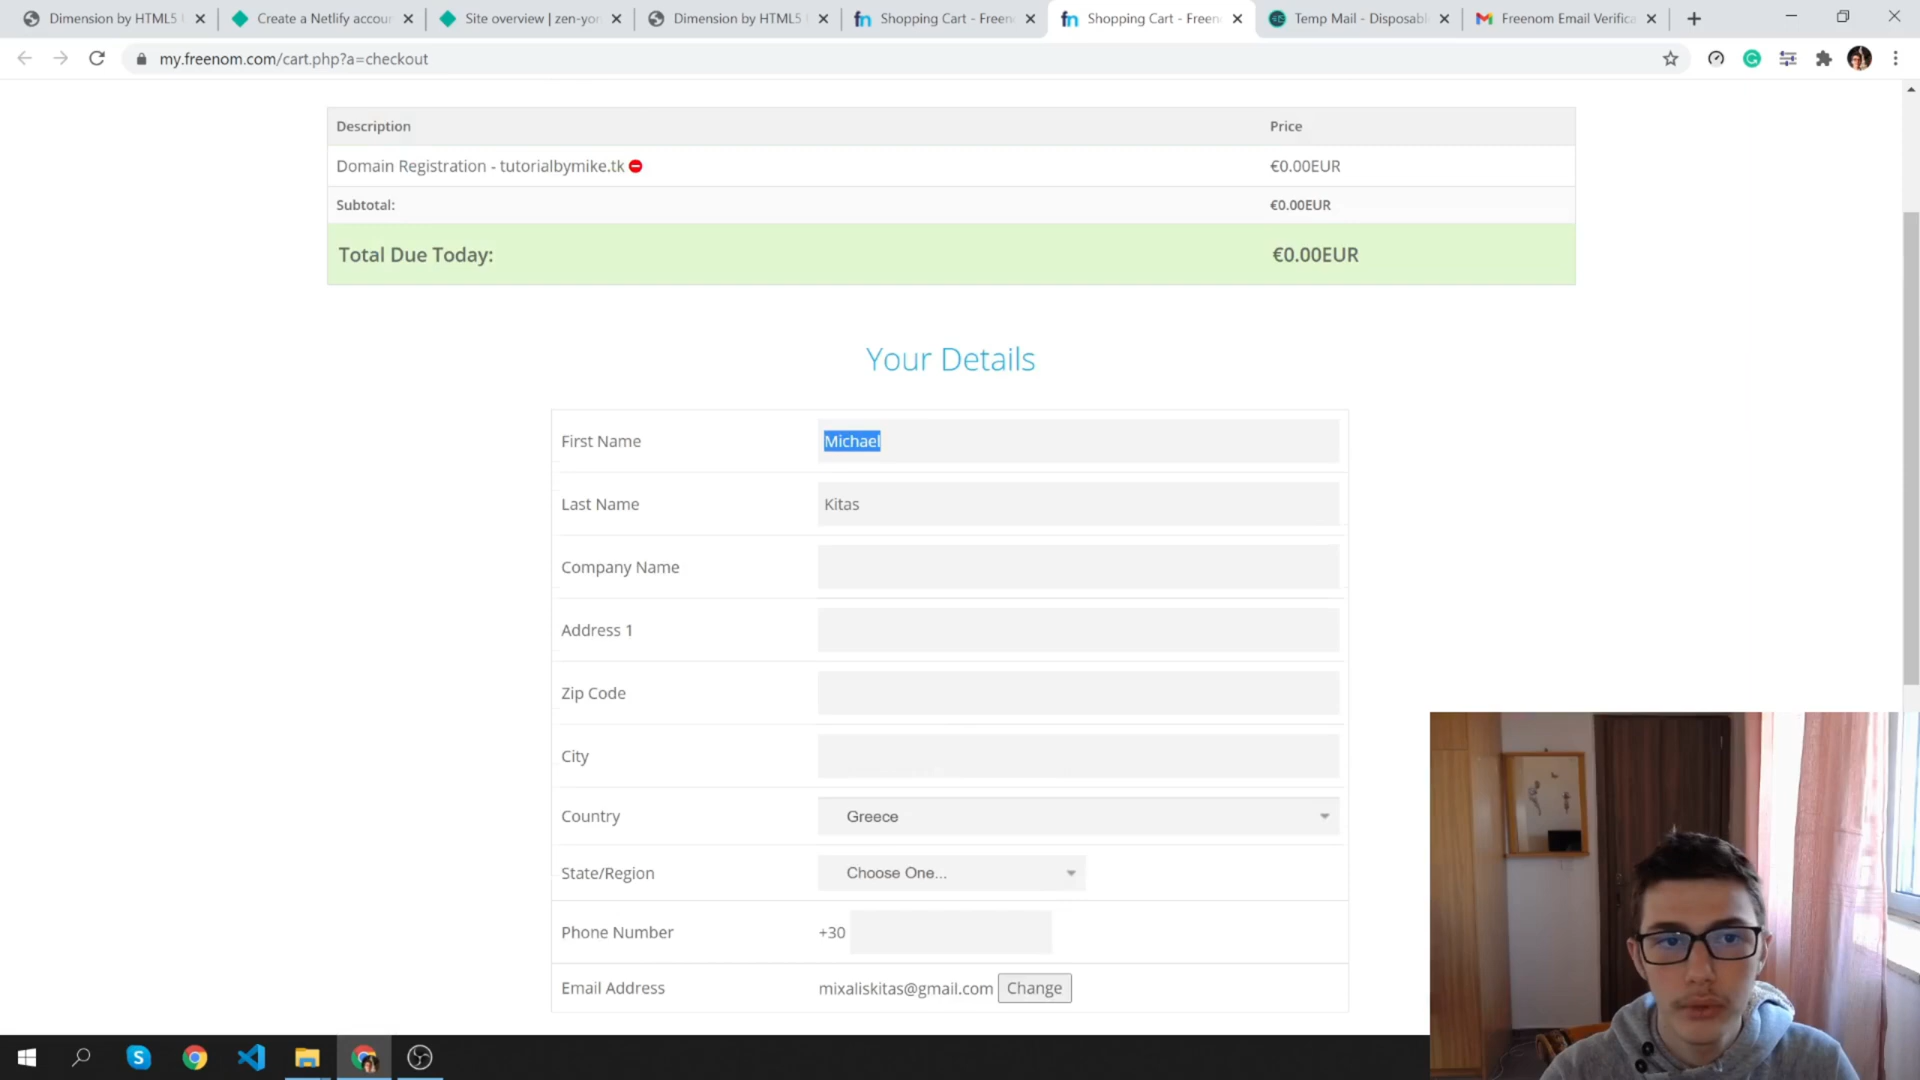 Dimension by HTML5
Create a Netlify accoun
Site overview | zen-yon
Dimension by HTML5
Shopping Cart - Freen
Shopping Cart - Freen
Temp Mail - Disposabl
Freenom Email Verifica
my.freenom.com/cart.php?a=checkout
Description Price
Domain Registration - tutorialbymike.tk €0.00EUR
Subtotal: €0.00EUR
Total Due Today: €0.00EUR
Your Details
First Name Michael
Last Name Kitas
Company Name
Address 1
Zip Code
City
Country Greece
State/Region Choose One...
Phone Number +30
Email Address mixaliskitas@gmail.com Change